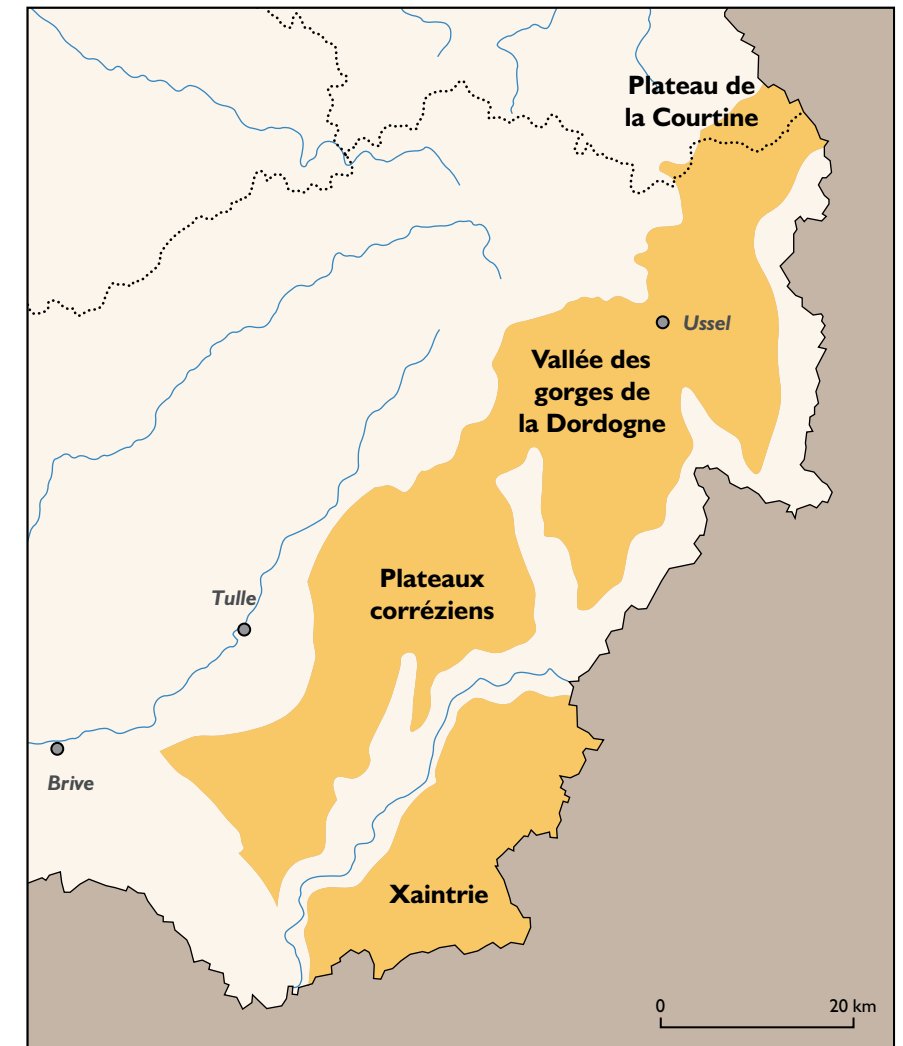 Plateau de
la Courtine
Ussel
Vallée des
gorges de
la Dordogne
Plateaux
corréziens
Tulle
Brive
Xaintrie
0 20 km